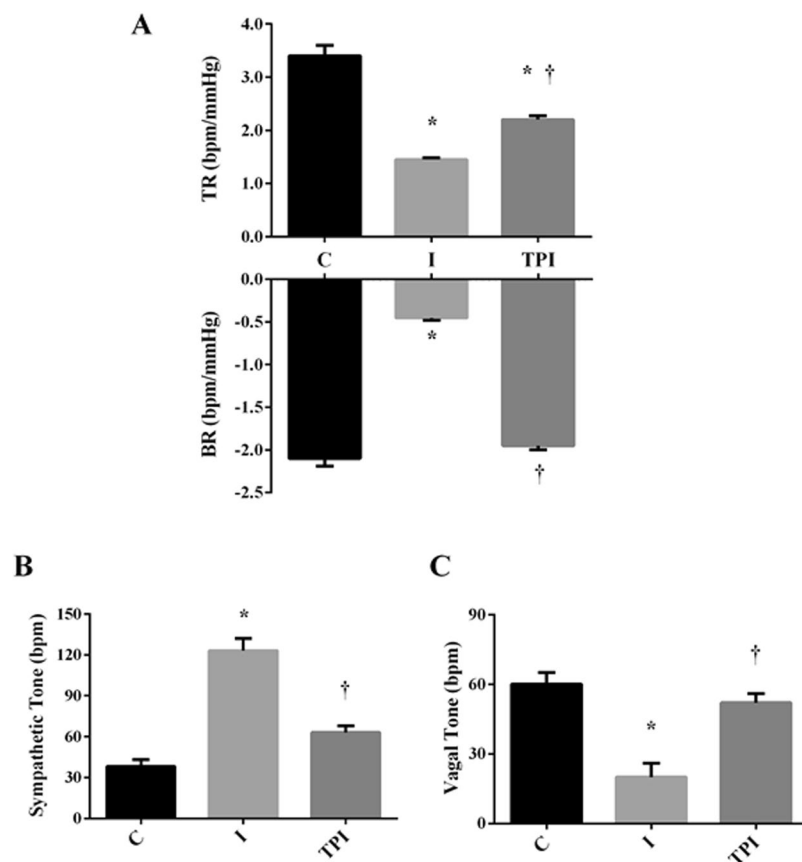 A
TR (bpm/mmHg)
4.0
3.0
2.0
1.0
0.0
*
* †
C I TPI
BR (bpm/mmHg)
0.0
-0.5
-1.0
-1.5
-2.0
-2.5
*
†
B
Sympathetic Tone (bpm)
150
120
90
60
30
0
*
†
C I TPI
C
Vagal Tone (bpm)
90
60
30
0
*
†
C I TPI